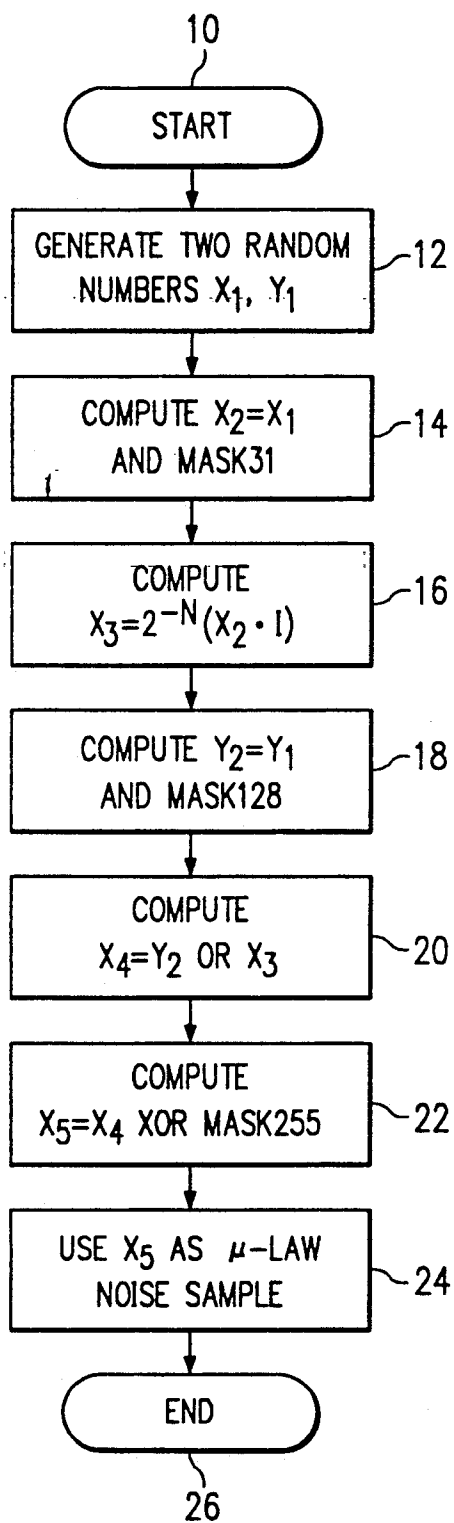 10
START
GENERATE TWO RANDOM
NUMBERS X₁, Y₁
12
COMPUTE X₂=X₁
AND MASK31
14
COMPUTE
X₃=2⁻ᴺ(X₂ · I)
16
COMPUTE Y₂=Y₁
AND MASK128
18
COMPUTE
X₄=Y₂ OR X₃
20
COMPUTE
X₅=X₄ XOR MASK255
22
USE X₅ AS μ-LAW
NOISE SAMPLE
24
END
26